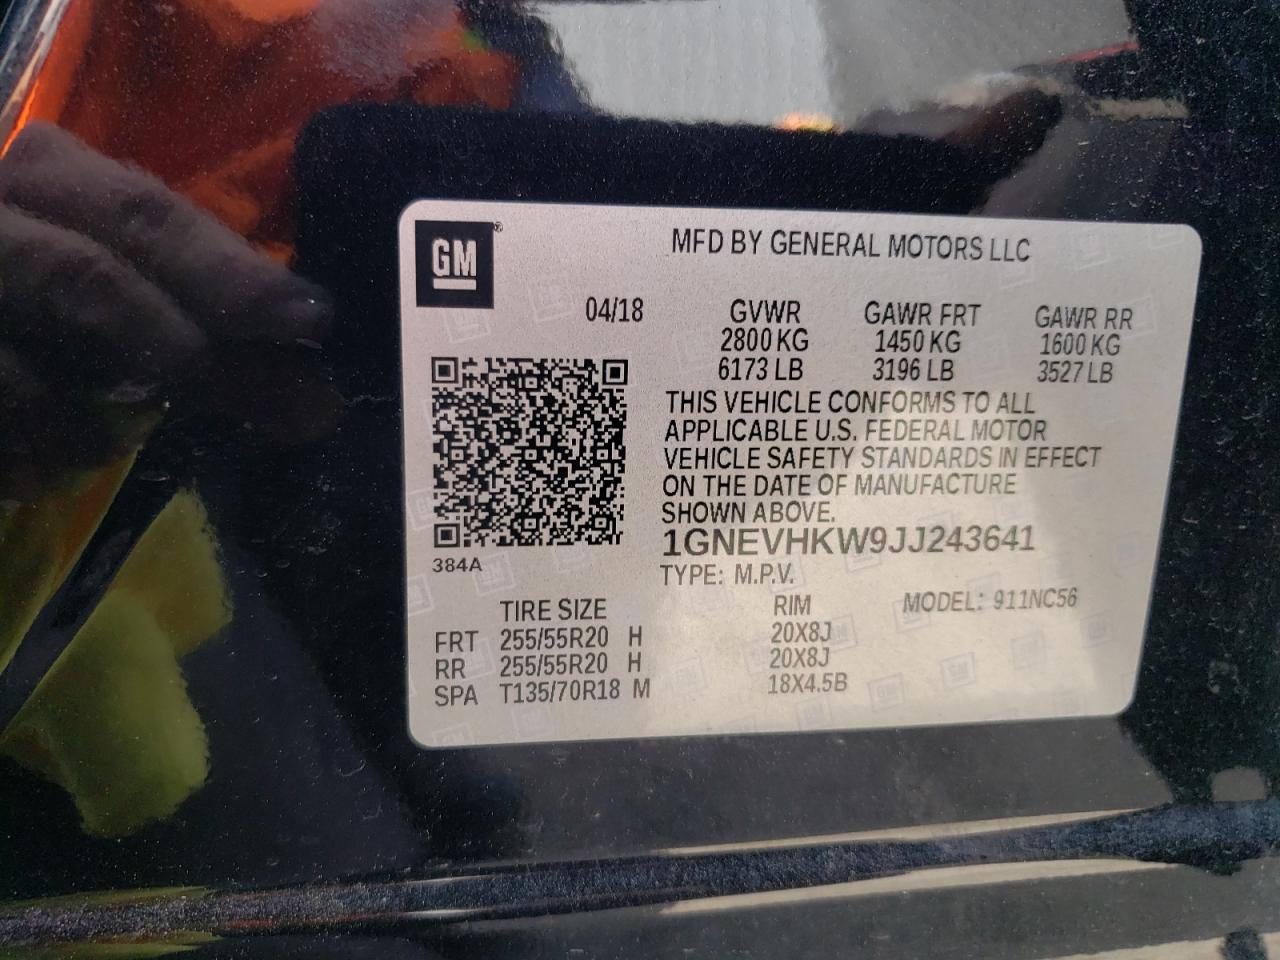 GM®
MFD BY GENERAL MOTORS LLC
04/18 GVWR GAWR FRT GAWR RR
2800 KG 1450 KG 1600 KG
6173 LB 3196 LB 3527 LB
THIS VEHICLE CONFORMS TO ALL
APPLICABLE U.S. FEDERAL MOTOR
VEHICLE SAFETY STANDARDS IN EFFECT
ON THE DATE OF MANUFACTURE
SHOWN ABOVE.
1GNEVHKW9JJ243641
384A
TYPE: M.P.V.
TIRE SIZE RIM MODEL: 911NC56
FRT 255/55R20 H 20X8J
RR 255/55R20 H 20X8J
SPA T135/70R18 M 18X4.5B